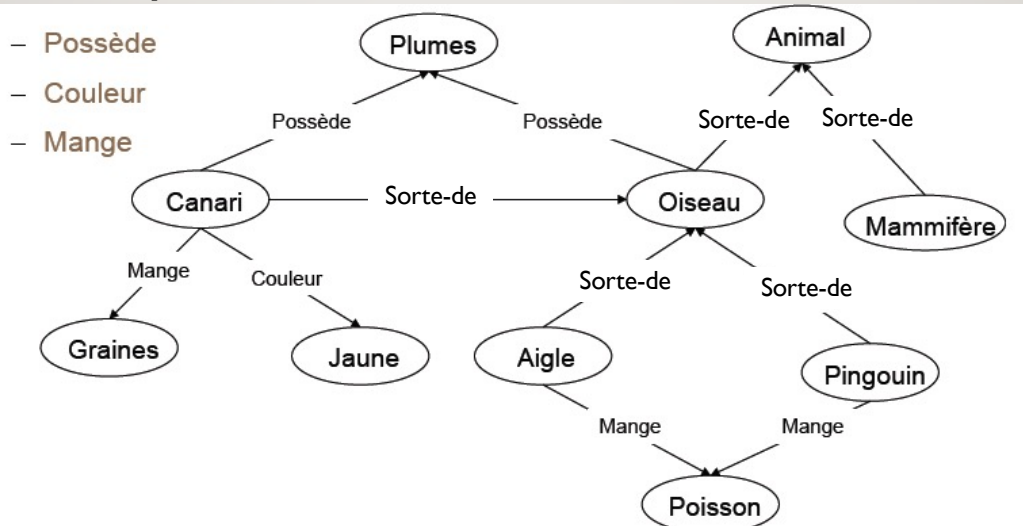 – Possède
– Couleur
– Mange
Plumes
Animal
Possède
Possède
Sorte-de
Sorte-de
Canari
Sorte-de
Oiseau
Mammifère
Mange
Couleur
Sorte-de
Sorte-de
Graines
Jaune
Aigle
Pingouin
Mange
Mange
Poisson